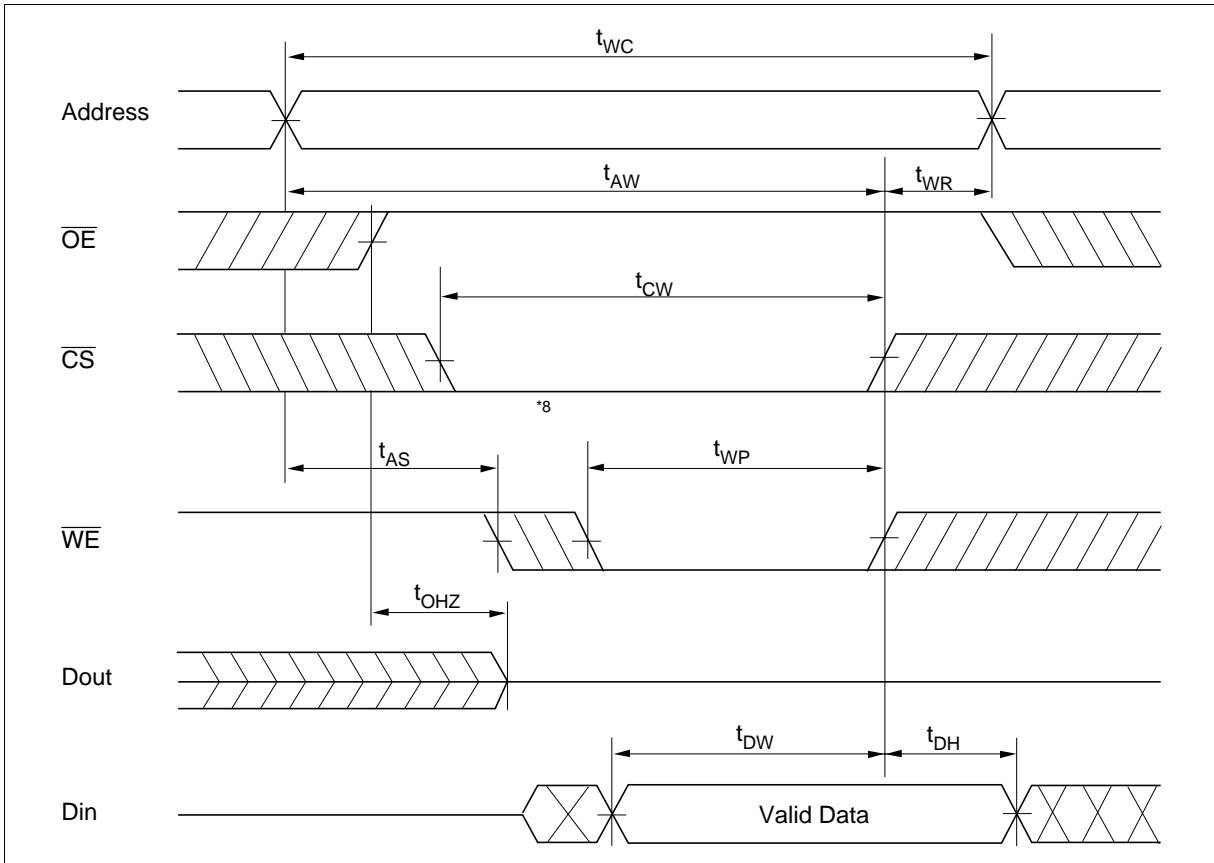 tWC
Address
tAW
tWR
OE
tCW
CS
*8
tAS
tWP
WE
tOHZ
Dout
tDW
tDH
Din
Valid Data